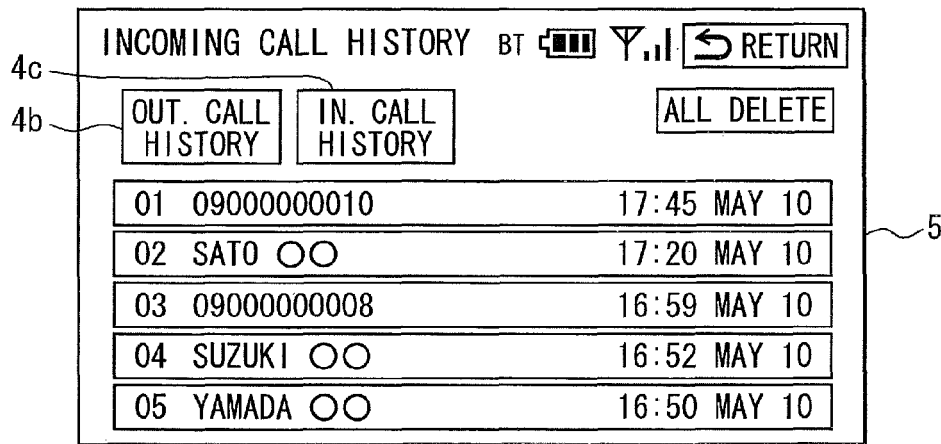 INCOMING CALL HISTORY BT RETURN
4c
4b
OUT. CALL HISTORY
IN. CALL HISTORY
ALL DELETE
01 09000000010 17:45 MAY 10
02 SATO ○○ 17:20 MAY 10
5
03 09000000008 16:59 MAY 10
04 SUZUKI ○○ 16:52 MAY 10
05 YAMADA ○○ 16:50 MAY 10